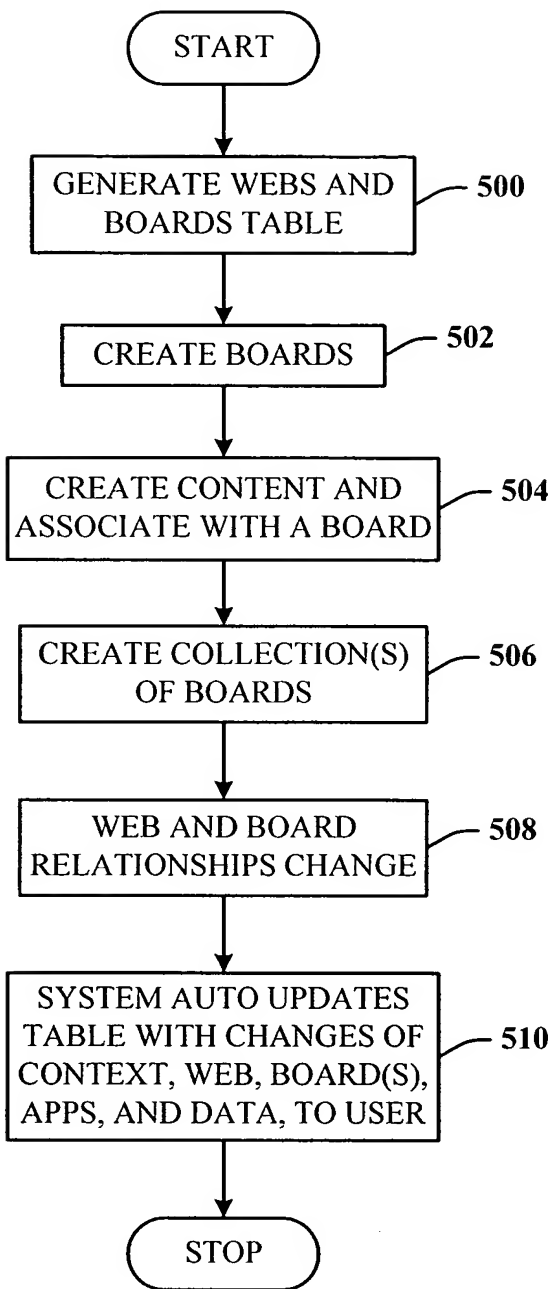 START
GENERATE WEBS AND
BOARDS TABLE
500
CREATE BOARDS
502
CREATE CONTENT AND
ASSOCIATE WITH A BOARD
504
CREATE COLLECTION(S)
OF BOARDS
506
WEB AND BOARD
RELATIONSHIPS CHANGE
508
SYSTEM AUTO UPDATES
TABLE WITH CHANGES OF
CONTEXT, WEB, BOARD(S),
APPS, AND DATA, TO USER
510
STOP